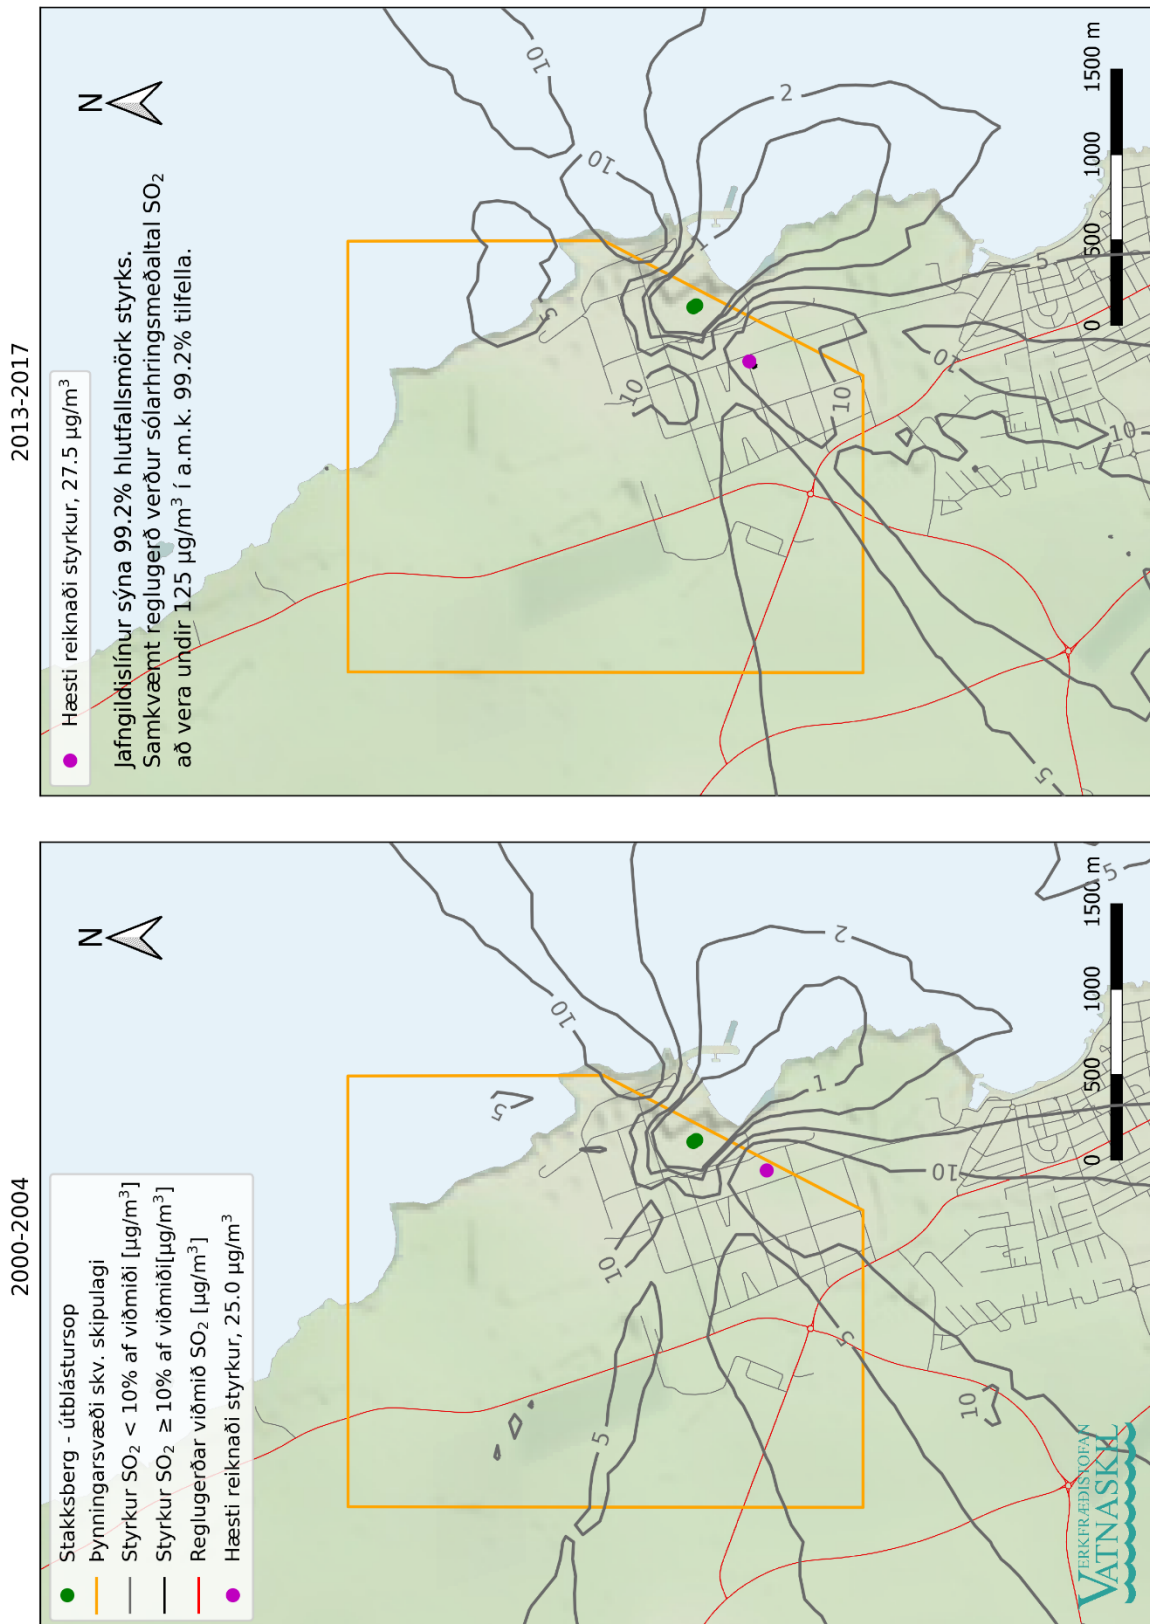 2000-2004
Stakksberg - útblástursop
Þynningarsvæði skv. skipulagi
Styrkur SO₂ < 10% af viðmiði [µg/m³]
Styrkur SO₂ ≥ 10% af viðmiði[µg/m³]
Reglugerðar viðmið SO₂ [µg/m³]
Hæsti reiknaði styrkur, 25.0 µg/m³
N
5
10
5
10
2
1
5
10
10
5
0 500 1000 1500 m
VERKFRÆÐISTOFAN
VATNASKIL
2013-2017
Hæsti reiknaði styrkur, 27.5 µg/m³
Jafngildislínur sýna 99.2% hlutfallsmörk styrks.
Samkvæmt reglugerð verður sólarhringsmeðaltal SO₂
að vera undir 125 µg/m³ í a.m.k. 99.2% tilfella.
N
10
5
10
10
2
1
10
10
5
5
10
0 500 1000 1500 m